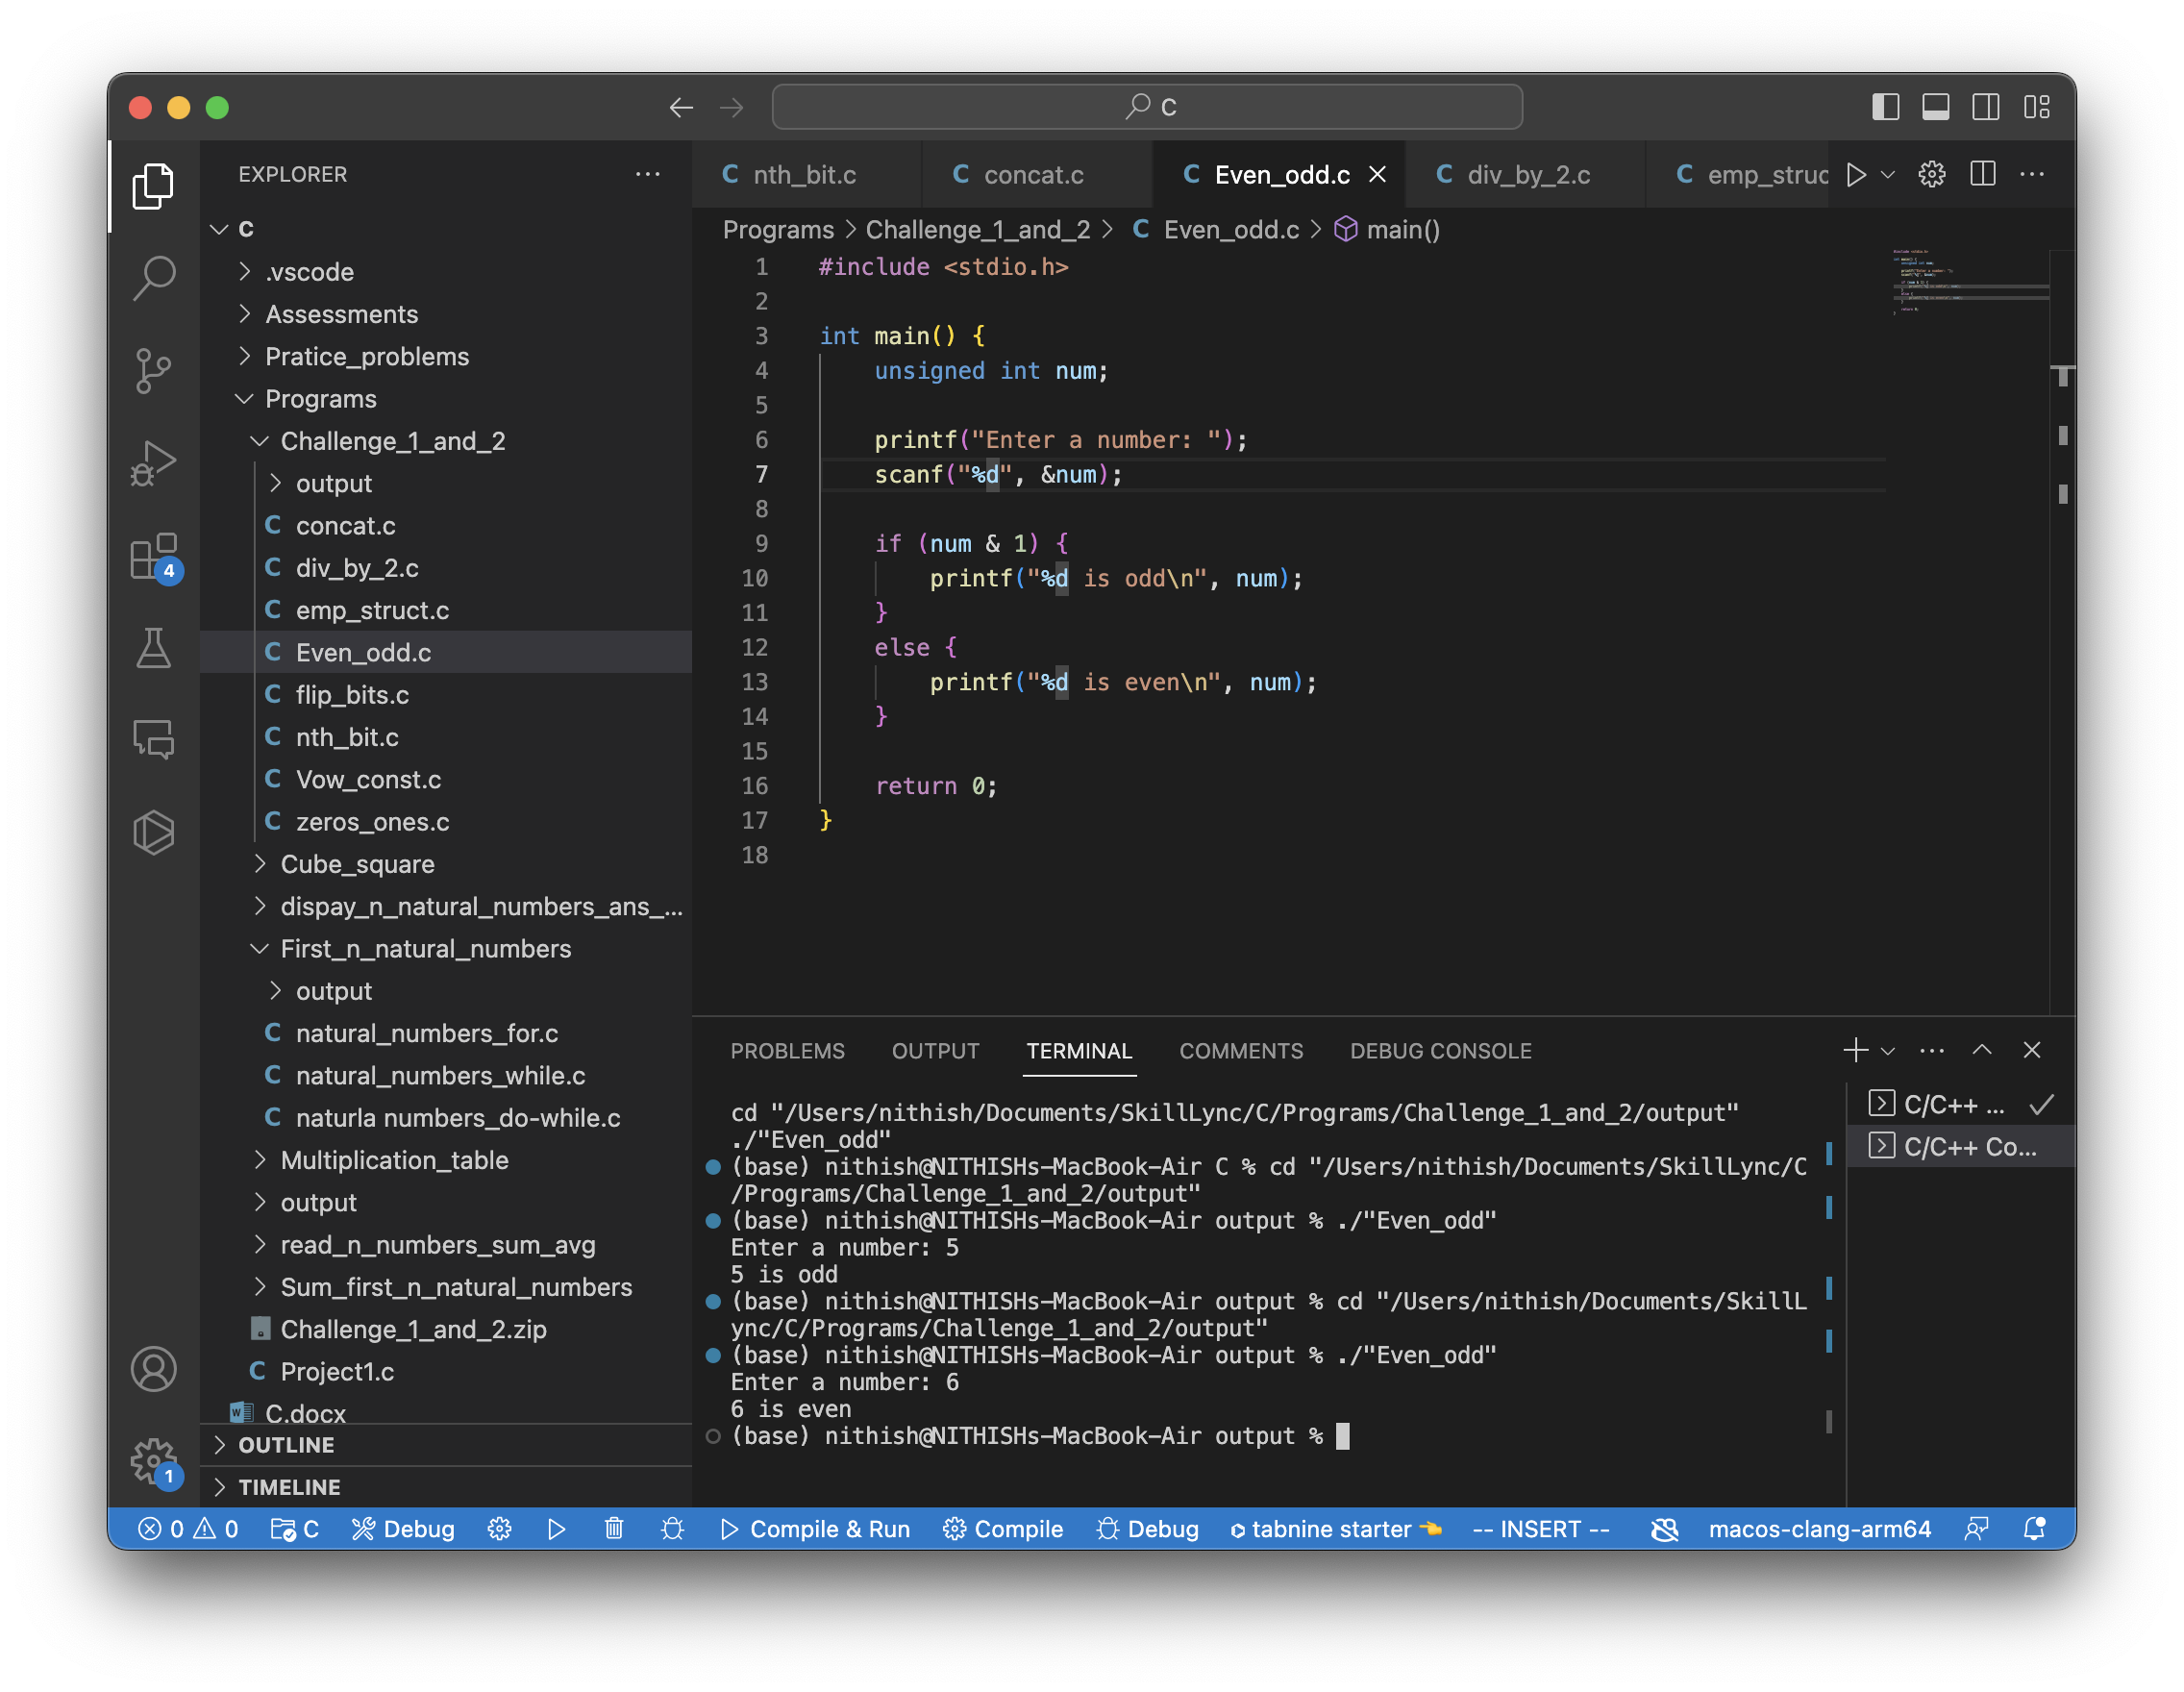 C
EXPLORER
C
.vscode
Assessments
Pratice_problems
Programs
Challenge_1_and_2
output
concat.c
div_by_2.c
emp_struct.c
Even_odd.c
flip_bits.c
nth_bit.c
Vow_const.c
zeros_ones.c
Cube_square
dispay_n_natural_numbers_ans_...
First_n_natural_numbers
output
natural_numbers_for.c
natural_numbers_while.c
naturla numbers_do-while.c
Multiplication_table
output
read_n_numbers_sum_avg
Sum_first_n_natural_numbers
Challenge_1_and_2.zip
Project1.c
C.docx
OUTLINE
TIMELINE
4
1
C nth_bit.c C concat.c C Even_odd.c C div_by_2.c C emp_struc
Programs > Challenge_1_and_2 > C Even_odd.c > main()
1 #include <stdio.h>
2
3 int main() {
4 unsigned int num;
5
6 printf("Enter a number: ");
7 scanf("%d", &num);
8
9 if (num & 1) {
10 printf("%d is odd\n", num);
11 }
12 else {
13 printf("%d is even\n", num);
14 }
15
16 return 0;
17 }
18
PROBLEMS OUTPUT TERMINAL COMMENTS DEBUG CONSOLE
cd "/Users/nithish/Documents/SkillLync/C/Programs/Challenge_1_and_2/output"
./"Even_odd"
(base) nithish@NITHISHs-MacBook-Air C % cd "/Users/nithish/Documents/SkillLync/C
/Programs/Challenge_1_and_2/output"
(base) nithish@NITHISHs-MacBook-Air output % ./"Even_odd"
Enter a number: 5
5 is odd
(base) nithish@NITHISHs-MacBook-Air output % cd "/Users/nithish/Documents/SkillL
ync/C/Programs/Challenge_1_and_2/output"
(base) nithish@NITHISHs-MacBook-Air output % ./"Even_odd"
Enter a number: 6
6 is even
(base) nithish@NITHISHs-MacBook-Air output %
C/C++ ...
C/C++ Co...
0 0 C Debug Compile & Run Compile Debug tabnine starter -- INSERT -- macos-clang-arm64